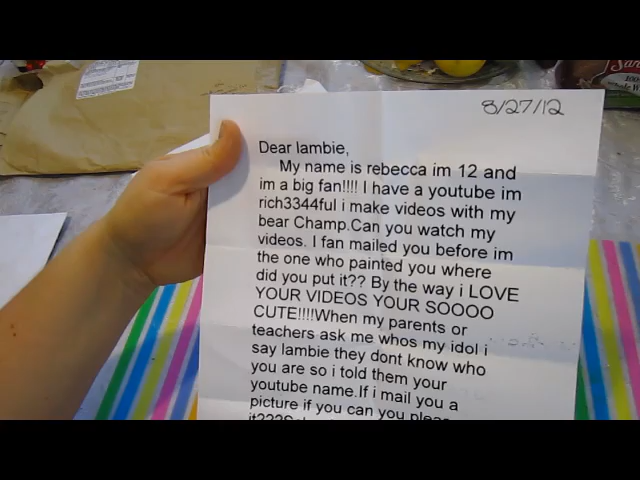 8/27/12
Dear lambie,
My name is rebecca im 12 and
im a big fan!!!! I have a youtube im
rich3344ful i make videos with my
bear Champ.Can you watch my
videos. I fan mailed you before im
the one who painted you where
did you put it?? By the way i LOVE
YOUR VIDEOS YOUR SOOOO
CUTE!!!!When my parents or
teachers ask me whos my idol i
say lambie they dont know who
you are so i told them your
youtube name.If i mail you a
picture if you can you